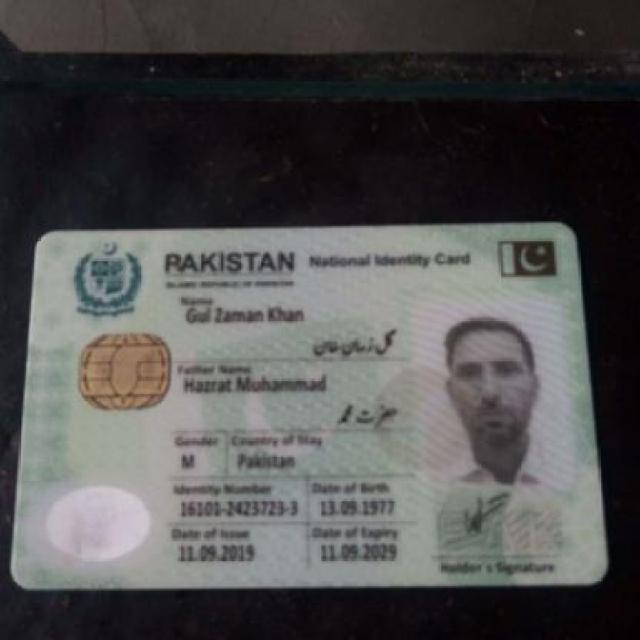 PAKISTAN National Identity Card
ISLAMIC REPUBLIC OF PAKISTAN
Name
Gul Zaman Khan
گل زمان خان
Father Name
Hazrat Muhammad
حضرت محمد
Gender Country of Stay
M Pakistan
Identity Number Date of Birth
16101-2423723-3 13.09.1977
Date of Issue Date of Expiry
11.09.2019 11.09.2029
Holder's Signature